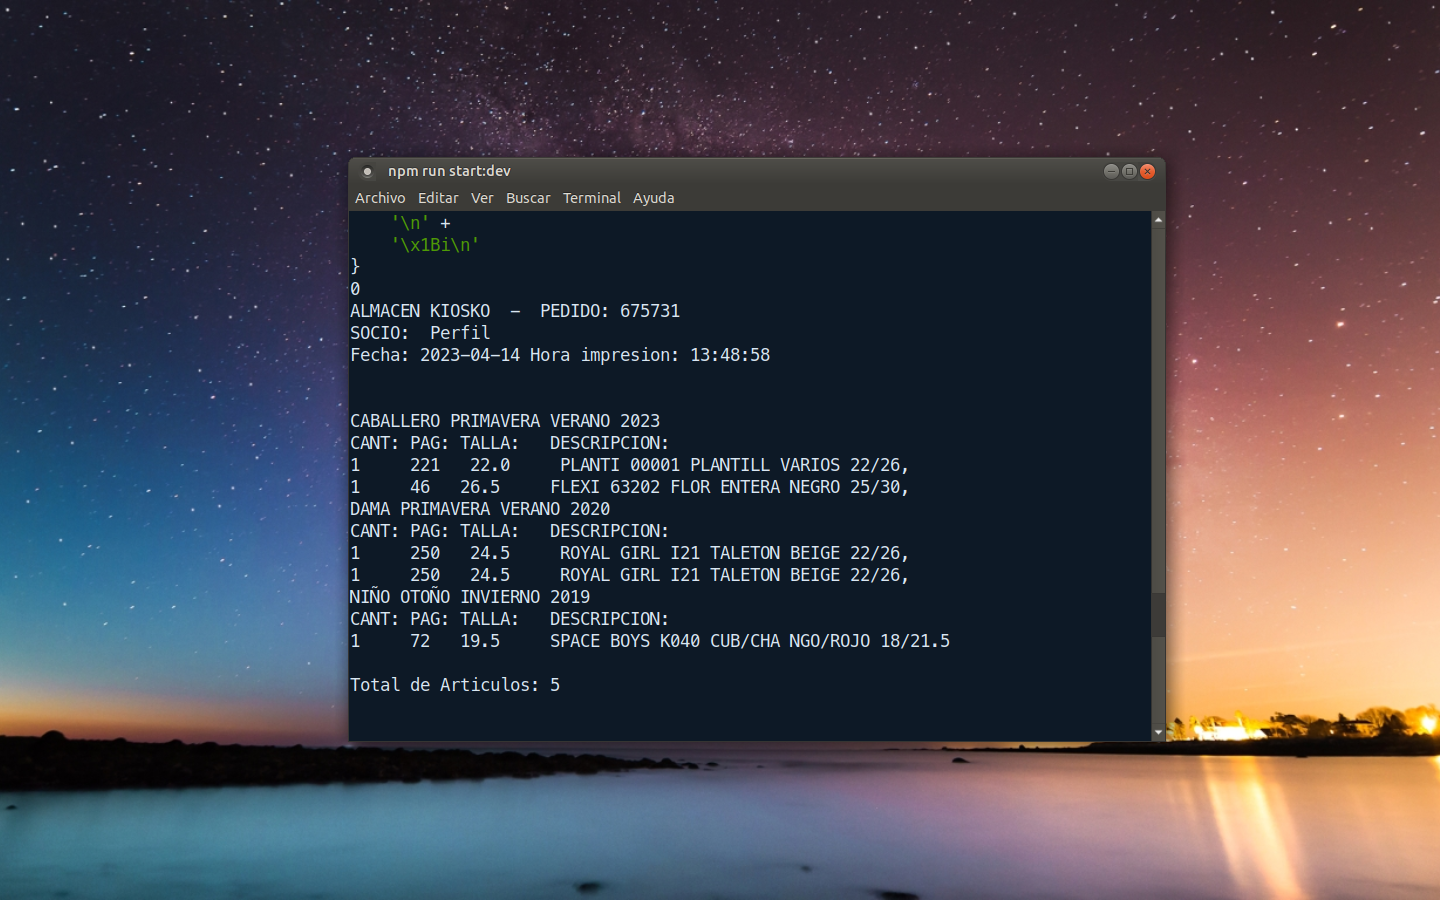 npm run start:dev
Archivo Editar Ver Buscar Terminal Ayuda
'\n' +
'\x1Bi\n'
}
0
ALMACEN KIOSKO  -  PEDIDO: 675731
SOCIO:  Perfil
Fecha: 2023-04-14 Hora impresion: 13:48:58
CABALLERO PRIMAVERA VERANO 2023
CANT: PAG: TALLA:   DESCRIPCION:
1     221   22.0     PLANTI 00001 PLANTILL VARIOS 22/26,
1     46   26.5     FLEXI 63202 FLOR ENTERA NEGRO 25/30,
DAMA PRIMAVERA VERANO 2020
CANT: PAG: TALLA:   DESCRIPCION:
1     250   24.5     ROYAL GIRL I21 TALETON BEIGE 22/26,
1     250   24.5     ROYAL GIRL I21 TALETON BEIGE 22/26,
NIÑO OTOÑO INVIERNO 2019
CANT: PAG: TALLA:   DESCRIPCION:
1     72   19.5     SPACE BOYS K040 CUB/CHA NGO/ROJO 18/21.5
Total de Articulos: 5